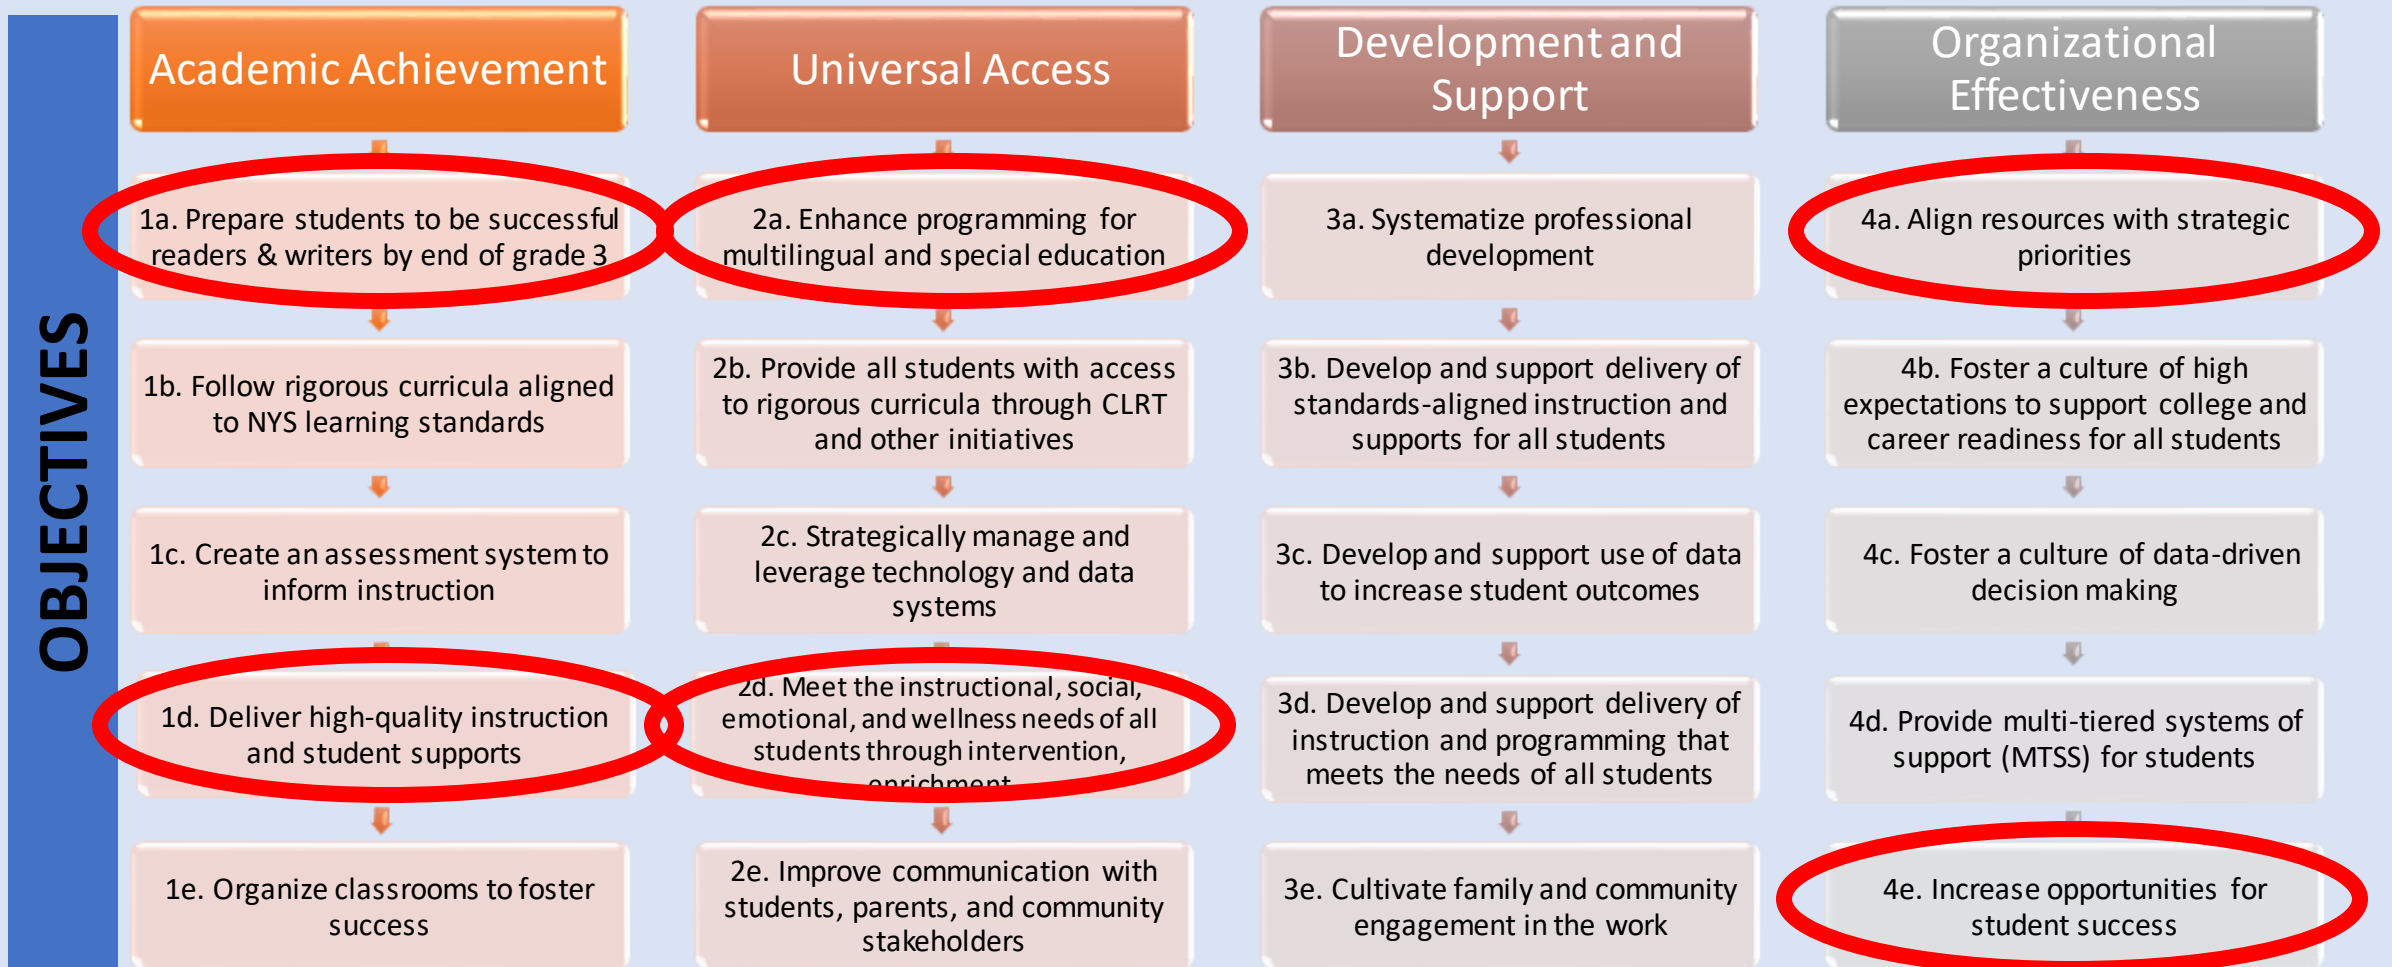 OBJECTIVES
Academic Achievement
1a. Prepare students to be successful
readers & writers by end of grade 3
1b. Follow rigorous curricula aligned
to NYS learning standards
1c. Create an assessment system to
inform instruction
1d. Deliver high-quality instruction
and student supports
1e. Organize classrooms to foster
success
Universal Access
2a. Enhance programming for
multilingual and special education
2b. Provide all students with access
to rigorous curricula through CLRT
and other initiatives
2c. Strategically manage and
leverage technology and data
systems
2d. Meet the instructional, social,
emotional, and wellness needs of all
students through intervention,
enrichment
2e. Improve communication with
students, parents, and community
stakeholders
Development and
Support
3a. Systematize professional
development
3b. Develop and support delivery of
standards-aligned instruction and
supports for all students
3c. Develop and support use of data
to increase student outcomes
3d. Develop and support delivery of
instruction and programming that
meets the needs of all students
3e. Cultivate family and community
engagement in the work
Organizational
Effectiveness
4a. Align resources with strategic
priorities
4b. Foster a culture of high
expectations to support college and
career readiness for all students
4c. Foster a culture of data-driven
decision making
4d. Provide multi-tiered systems of
support (MTSS) for students
4e. Increase opportunities for
student success